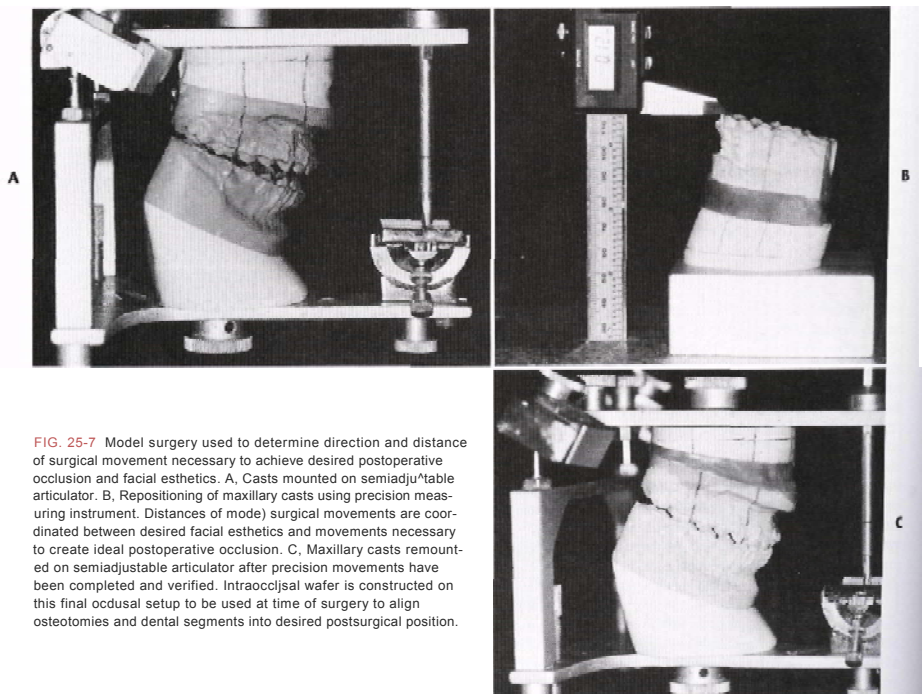 A
B
FIG. 25-7 Model surgery used to determine direction and distance
of surgical movement necessary to achieve desired postoperative
occlusion and facial esthetics. A, Casts mounted on semiadju^table
articulator. B, Repositioning of maxillary casts using precision meas-
uring instrument. Distances of mode) surgical movements are coor-
dinated between desired facial esthetics and movements necessary
to create ideal postoperative occlusion. C, Maxillary casts remount-
ed on semiadjustable articulator after precision movements have
been completed and verified. Intraoccljsal wafer is constructed on
this final ocdusal setup to be used at time of surgery to align
osteotomies and dental segments into desired postsurgical position.
C